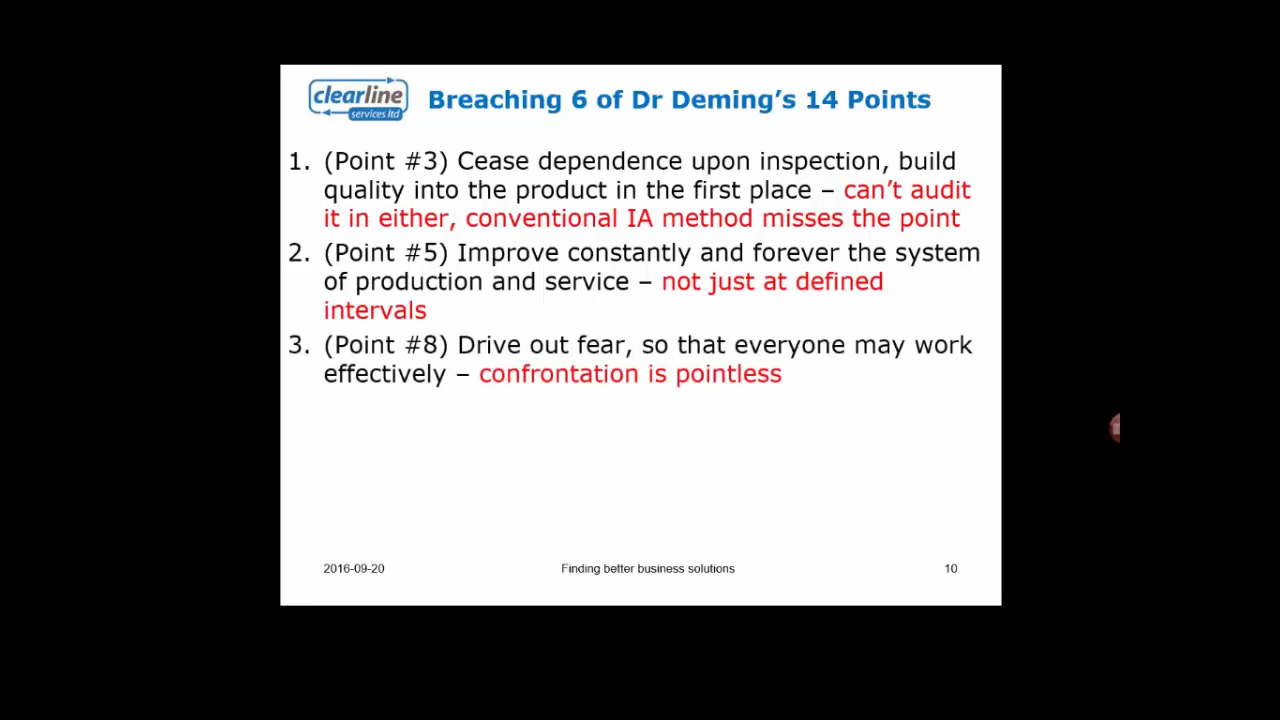 clearline
services ltd
Breaching 6 of Dr Deming's 14 Points
1. (Point #3) Cease dependence upon inspection, build
quality into the product in the first place – can't audit
it in either, conventional IA method misses the point
2. (Point #5) Improve constantly and forever the system
of production and service – not just at defined
intervals
3. (Point #8) Drive out fear, so that everyone may work
effectively – confrontation is pointless
2016-09-20 Finding better business solutions 10